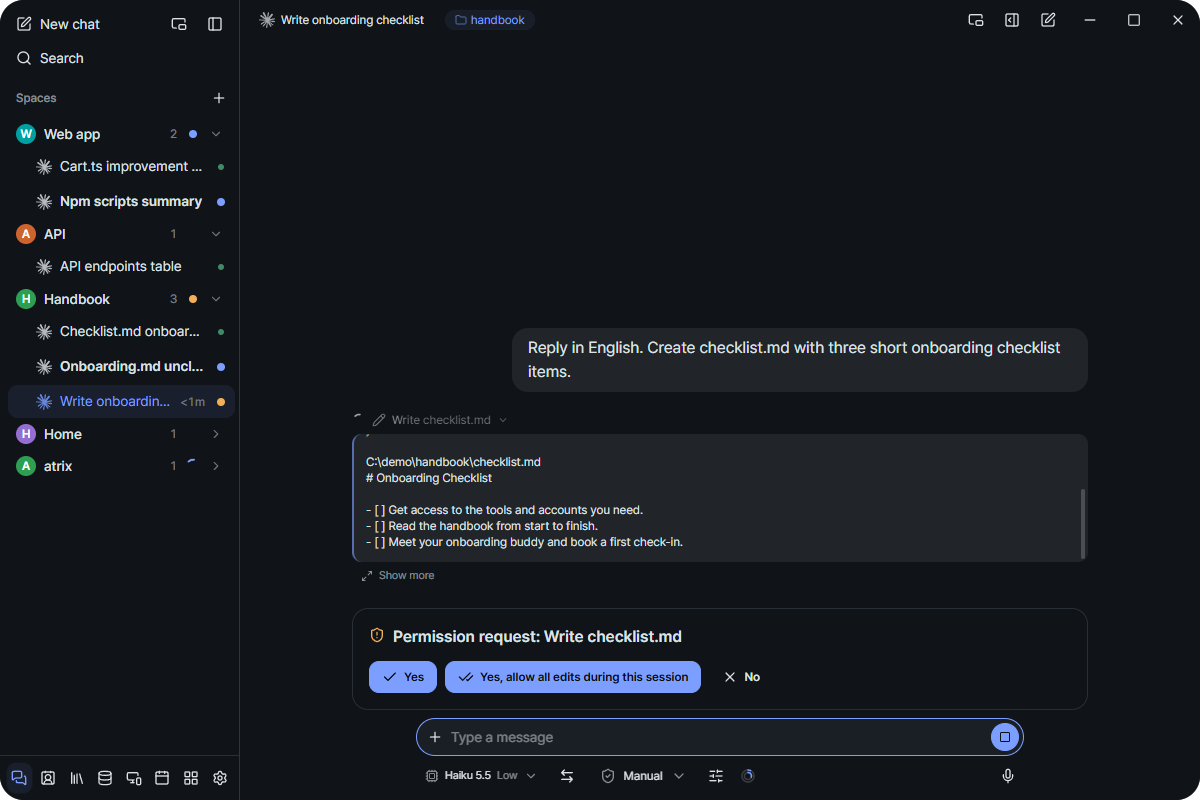 New chat
Search
Spaces
W Web app 2
Cart.ts improvement ...
Npm scripts summary
A API 1
API endpoints table
H Handbook 3
Checklist.md onboar...
Onboarding.md uncl...
Write onboardin... <1m
H Home 1
A atrix 1
Write onboarding checklist handbook
Reply in English. Create checklist.md with three short onboarding checklist
items.
Write checklist.md
C:\demo\handbook\checklist.md
# Onboarding Checklist
- [ ] Get access to the tools and accounts you need.
- [ ] Read the handbook from start to finish.
- [ ] Meet your onboarding buddy and book a first check-in.
Show more
Permission request: Write checklist.md
Yes Yes, allow all edits during this session No
Type a message
Haiku 5.5 Low Manual